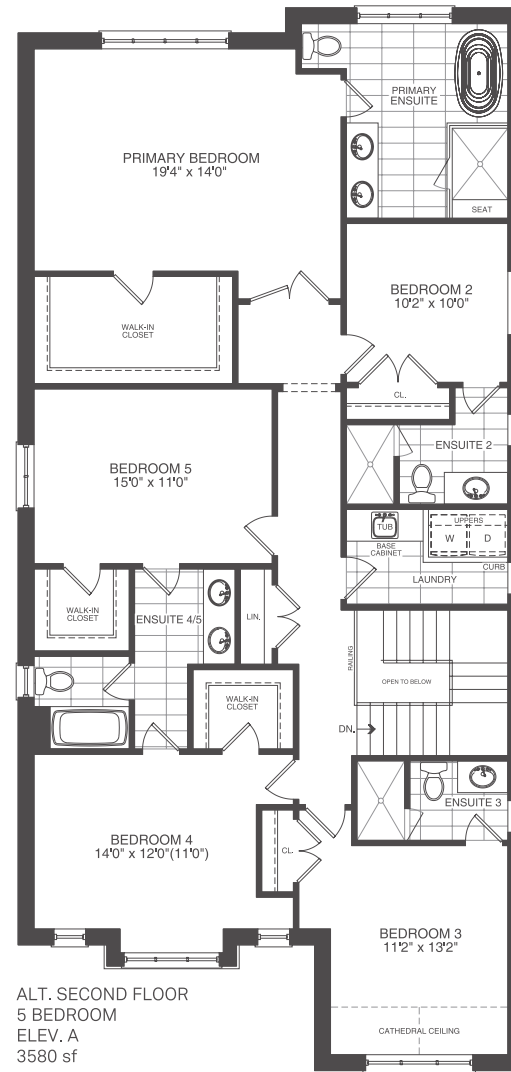 PRIMARY
ENSUITE
PRIMARY BEDROOM
19'4" x 14'0"
SEAT
BEDROOM 2
10'2" x 10'0"
WALK-IN
CLOSET
CL.
ENSUITE 2
BEDROOM 5
15'0" x 11'0"
TUB
BASE
CABINET
UPPERS
W
D
CURB
LAUNDRY
WALK-IN
CLOSET
ENSUITE 4/5
LIN.
RAILING
OPEN TO BELOW
WALK-IN
CLOSET
DN.
ENSUITE 3
BEDROOM 4
14'0" x 12'0"(11'0")
CL.
BEDROOM 3
11'2" x 13'2"
CATHEDRAL CEILING
ALT. SECOND FLOOR
5 BEDROOM
ELEV. A
3580 sf